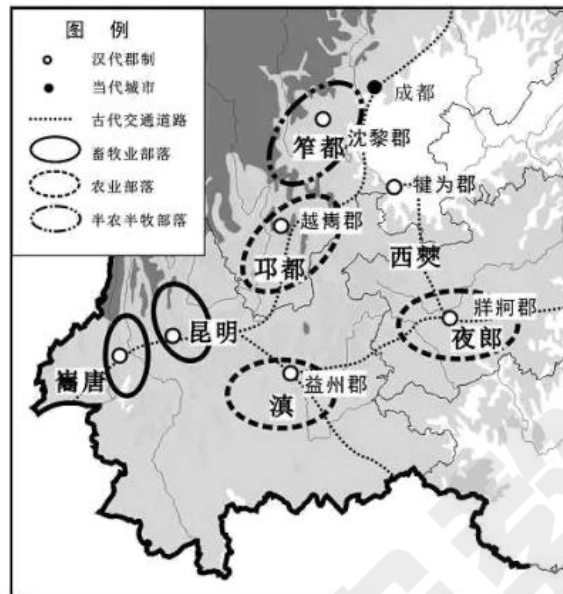 图 例
汉代郡制
当代城市
古代交通道路
畜牧业部落
农业部落
半农半牧部落
成都
笮都
沈黎郡
犍为郡
越嶲郡
邛都
西僰
牂牁郡
夜郎
昆明
嶲唐
益州郡
滇